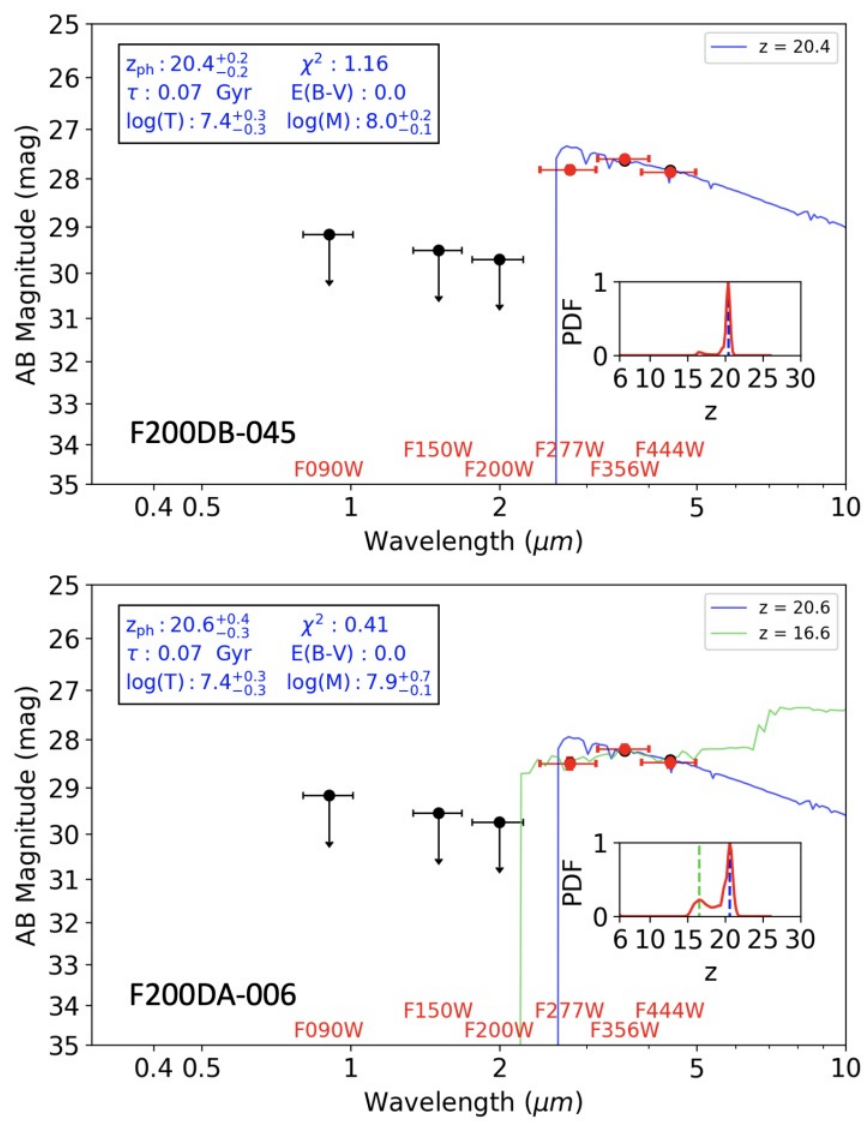 25
26
27
28
29
30
31
32
33
34
35
AB Magnitude (mag)
z_ph : 20.4^{+0.2}_{-0.2} χ² : 1.16
τ : 0.07 Gyr E(B-V) : 0.0
log(T) : 7.4^{+0.3}_{-0.3} log(M) : 8.0^{+0.2}_{-0.1}
z = 20.4
1
0
PDF
6 10 15 20 30
z
F200DB-045
F150W F277W F444W
F090W F200W F356W
0.4 0.5 1 2 5 10
Wavelength (μm)
25
26
27
28
29
30
31
32
33
34
35
AB Magnitude (mag)
z_ph : 20.6^{+0.4}_{-0.3} χ² : 0.41
τ : 0.07 Gyr E(B-V) : 0.0
log(T) : 7.4^{+0.3}_{-0.3} log(M) : 7.9^{+0.7}_{-0.1}
z = 20.6
z = 16.6
1
0
PDF
6 10 15 20 30
z
F200DA-006
F150W F277W F444W
F090W F200W F356W
0.4 0.5 1 2 5 10
Wavelength (μm)